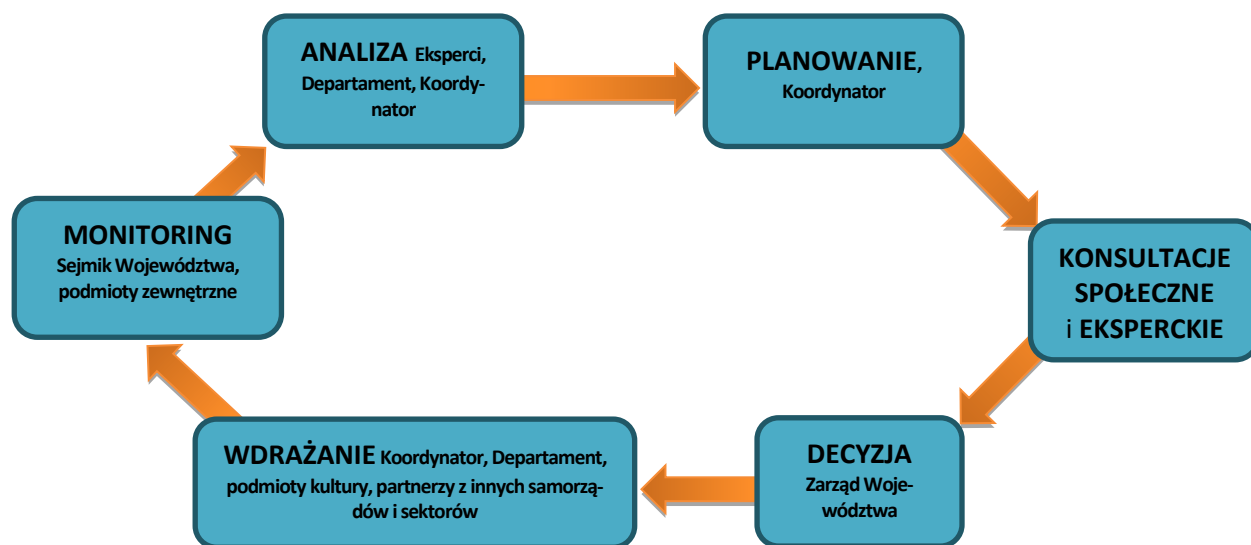 ANALIZA Eksperci,
Departament, Koordy-
nator
PLANOWANIE,
Koordynator
KONSULTACJE
SPOŁECZNE
i EKSPERCKIE
DECYZJA
Zarząd Woje-
wództwa
WDRAŻANIE Koordynator, Departament,
podmioty kultury, partnerzy z innych samorzą-
dów i sektorów
MONITORING
Sejmik Województwa,
podmioty zewnętrzne